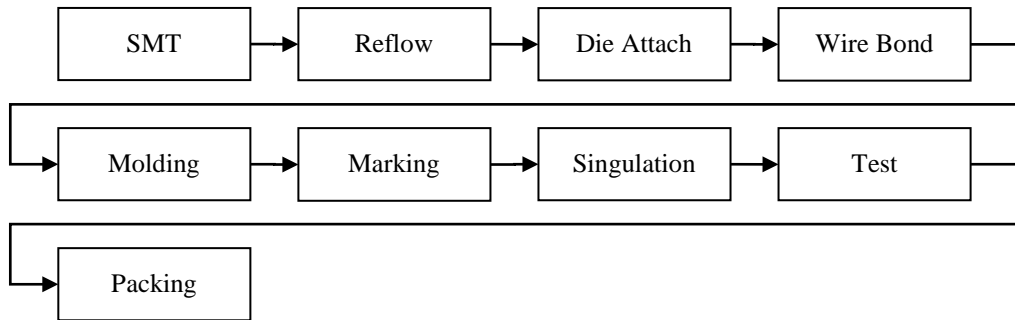 SMT
Reflow
Die Attach
Wire Bond
Molding
Marking
Singulation
Test
Packing